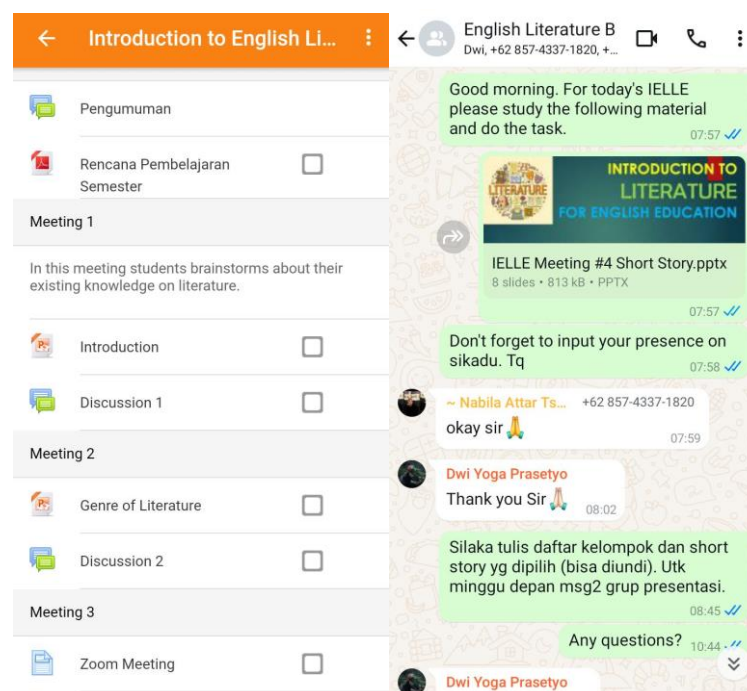 Introduction to English Li...
Pengumuman
Rencana Pembelajaran
Semester
Meeting 1
In this meeting students brainstorms about their
existing knowledge on literature.
Introduction
Discussion 1
Meeting 2
Genre of Literature
Discussion 2
Meeting 3
Zoom Meeting
English Literature B
Dwi, +62 857-4337-1820, +...
Good morning. For today's IELLE
please study the following material
and do the task.
07:57
LITERATURE
INTRODUCTION TO
LITERATURE
FOR ENGLISH EDUCATION
IELLE Meeting #4 Short Story.pptx
8 slides • 813 kB • PPTX
07:57
Don't forget to input your presence on
sikadu. Tq
07:58
~ Nabila Attar Ts... +62 857-4337-1820
okay sir🙏
07:59
Dwi Yoga Prasetyo
Thank you Sir🙏🏻
08:02
Silaka tulis daftar kelompok dan short
story yg dipilih (bisa diundi). Utk
minggu depan msg2 grup presentasi.
08:45
Any questions? 10:44
Dwi Yoga Prasetyo